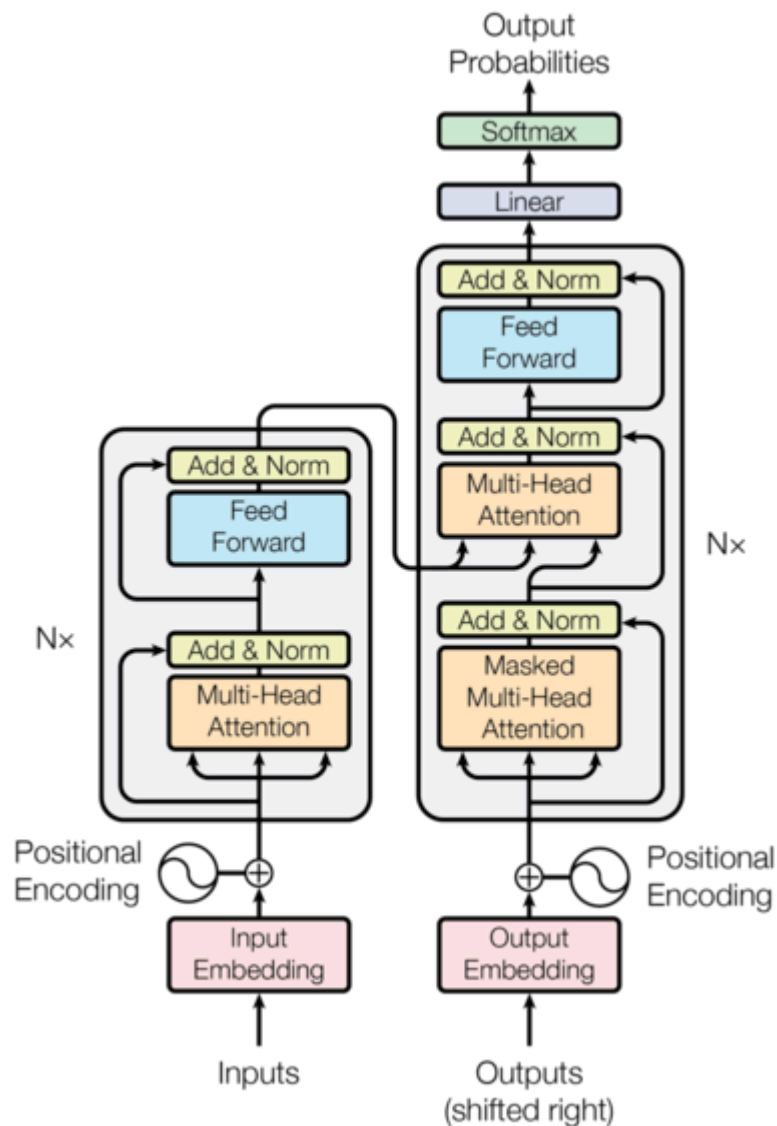 Output
Probabilities
Softmax
Linear
Add & Norm
Feed
Forward
Add & Norm
Multi-Head
Attention
Add & Norm
Masked
Multi-Head
Attention
Nx
Add & Norm
Feed
Forward
Add & Norm
Multi-Head
Attention
Nx
Positional
Encoding
Positional
Encoding
Input
Embedding
Output
Embedding
Inputs
Outputs
(shifted right)